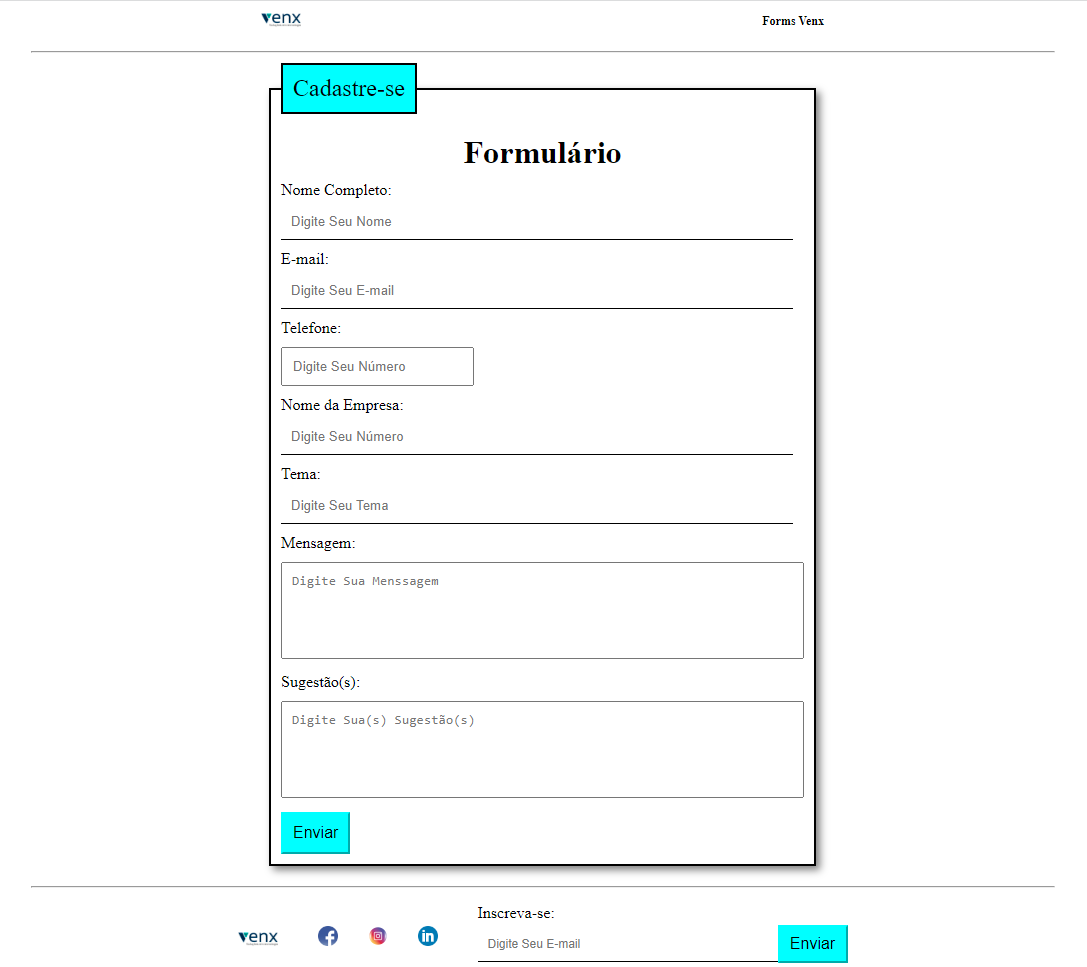 venx
Forms Venx
Cadastre-se
Formulário
Nome Completo:
Digite Seu Nome
E-mail:
Digite Seu E-mail
Telefone:
Digite Seu Número
Nome da Empresa:
Digite Seu Número
Tema:
Digite Seu Tema
Mensagem:
Digite Sua Menssagem
Sugestão(s):
Digite Sua(s) Sugestão(s)
Enviar
Inscreva-se:
venx
in
Digite Seu E-mail
Enviar